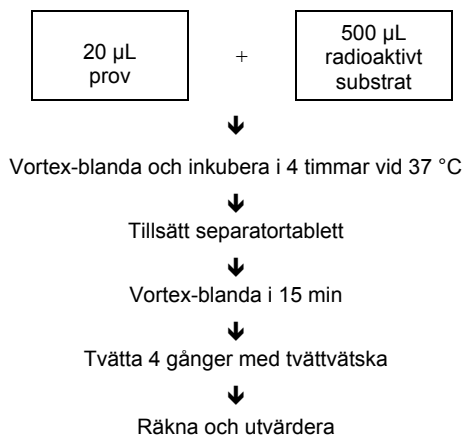 20 µL
prov
+
500 µL
radioaktivt
substrat
Vortex-blanda och inkubera i 4 timmar vid 37 °C
Tillsätt separatortablett
Vortex-blanda i 15 min
Tvätta 4 gånger med tvättvätska
Räkna och utvärdera